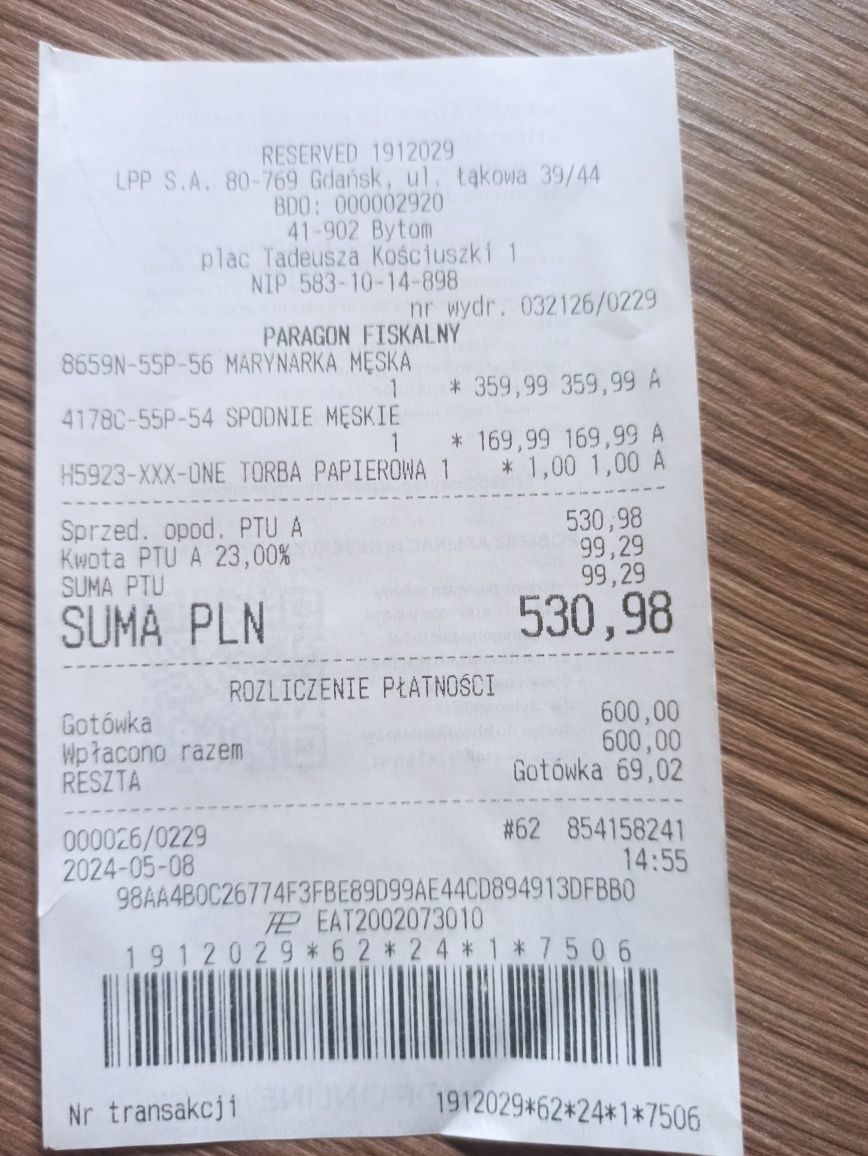 RESERVED 1912029
LPP S.A. 80-769 Gdańsk, ul. Łąkowa 39/44
BDO: 000002920
41-902 Bytom
plac Tadeusza Kościuszki 1
NIP 583-10-14-898
nr wydr. 032126/0229
PARAGON FISKALNY
8659N-55P-56 MARYNARKA MĘSKA
1 * 359,99 359,99 A
4178C-55P-54 SPODNIE MĘSKIE
1 * 169,99 169,99 A
H5923-XXX-ONE TORBA PAPIEROWA 1 * 1,00 1,00 A
Sprzed. opod. PTU A 530,98
Kwota PTU A 23,00% 99,29
SUMA PTU 99,29
SUMA PLN 530,98
ROZLICZENIE PŁATNOŚCI
Gotówka 600,00
Wpłacono razem 600,00
RESZTA Gotówka 69,02
000026/0229 #62 854158241
2024-05-08 14:55
98AA4B0C26774F3FBE89D99AE44CD894913DFBB0
EAT2002073010
1912029*62*24*1*7506
Nr transakcji 1912029*62*24*1*7506